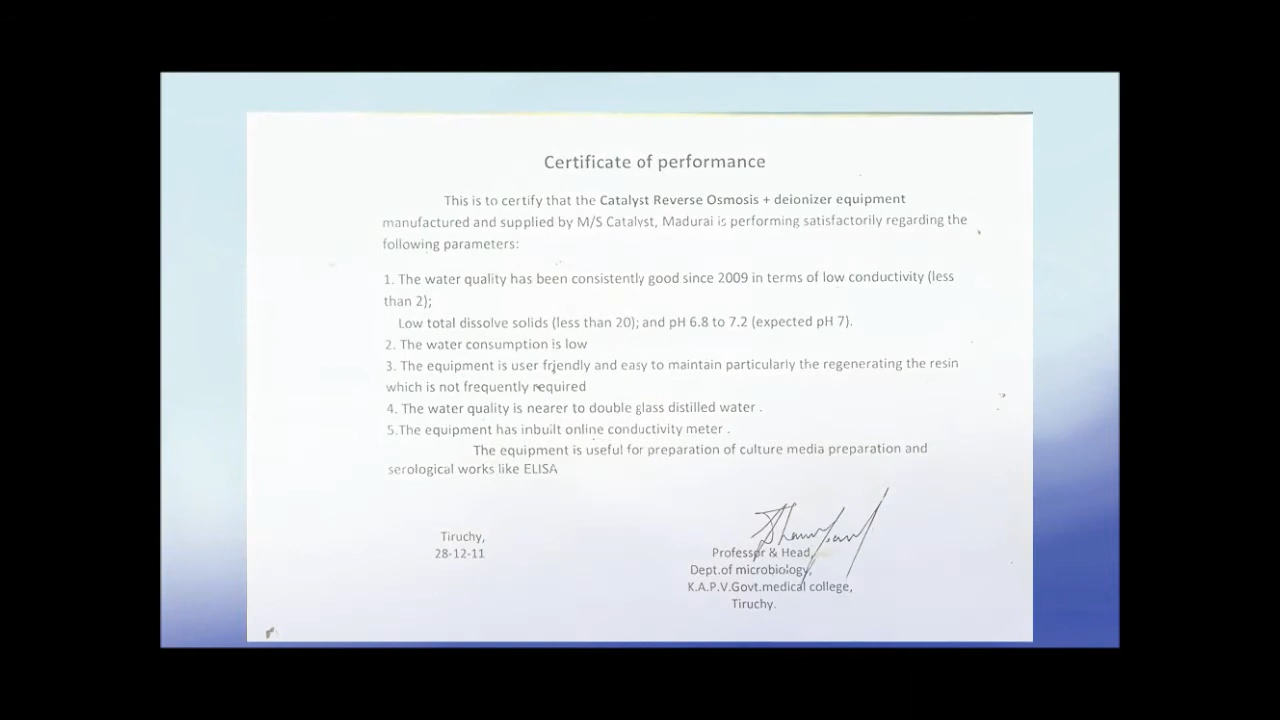 Certificate of performance
This is to certify that the Catalyst Reverse Osmosis + deionizer equipment
manufactured and supplied by M/S Catalyst, Madurai is performing satisfactorily regarding the
following parameters:
1. The water quality has been consistently good since 2009 in terms of low conductivity (less
than 2);
Low total dissolve solids (less than 20); and pH 6.8 to 7.2 (expected pH 7).
2. The water consumption is low
3. The equipment is user friendly and easy to maintain particularly the regenerating the resin
which is not frequently required
4. The water quality is nearer to double glass distilled water .
5.The equipment has inbuilt online conductivity meter .
The equipment is useful for preparation of culture media preparation and
serological works like ELISA
Tiruchy,
28-12-11
Professor & Head,
Dept.of microbiology,
K.A.P.V.Govt.medical college,
Tiruchy.